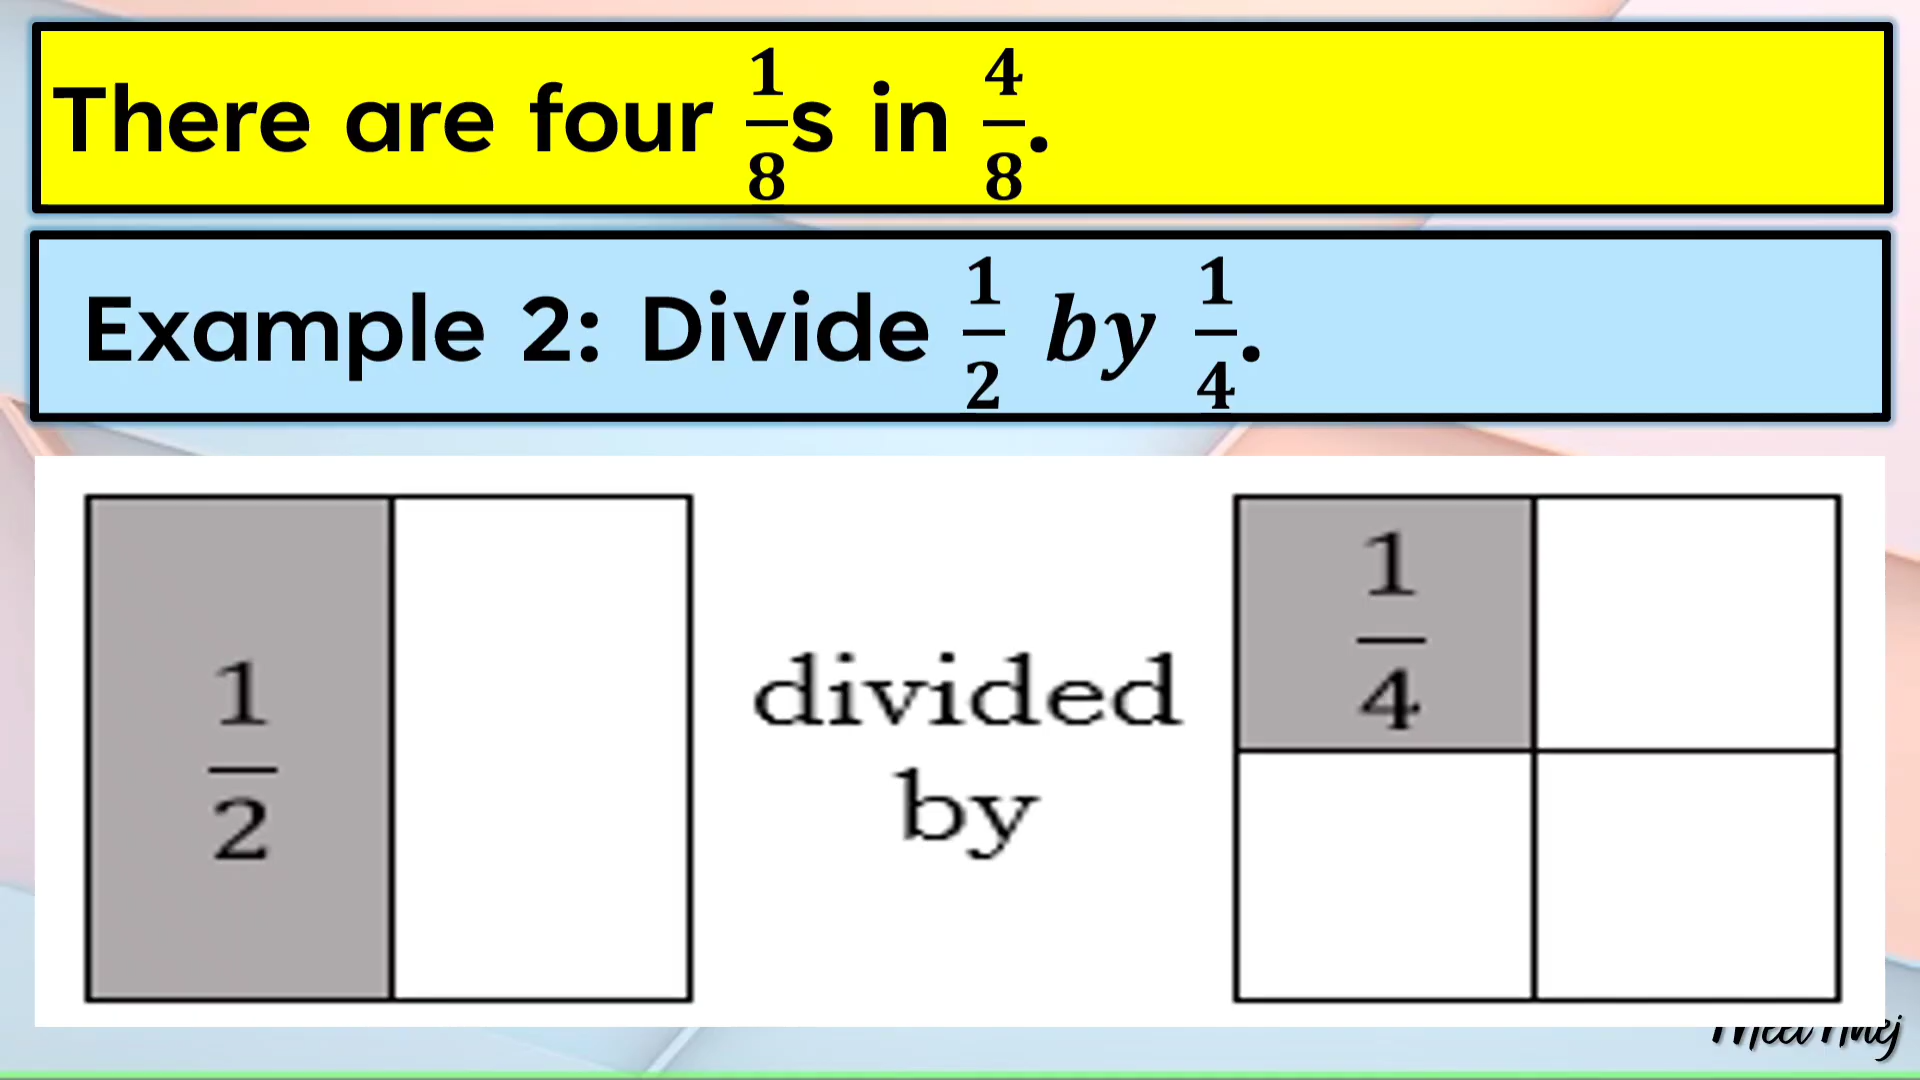 There are four 1/8s in 4/8.
Example 2: Divide 1/2 by 1/4.
1/2
divided
by
1/4